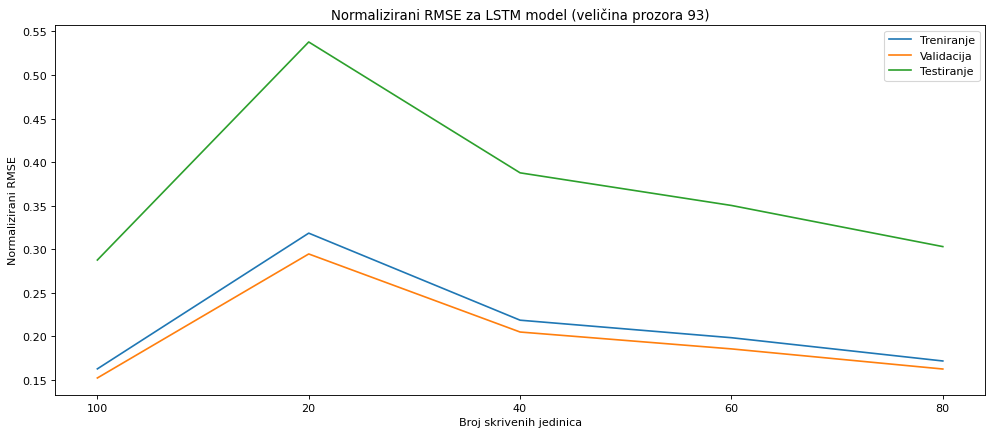 Normalizirani RMSE za LSTM model (veličina prozora 93)
Treniranje
Validacija
Testiranje
Normalizirani RMSE
0.55
0.50
0.45
0.40
0.35
0.30
0.25
0.20
0.15
100
20
40
60
80
Broj skrivenih jedinica